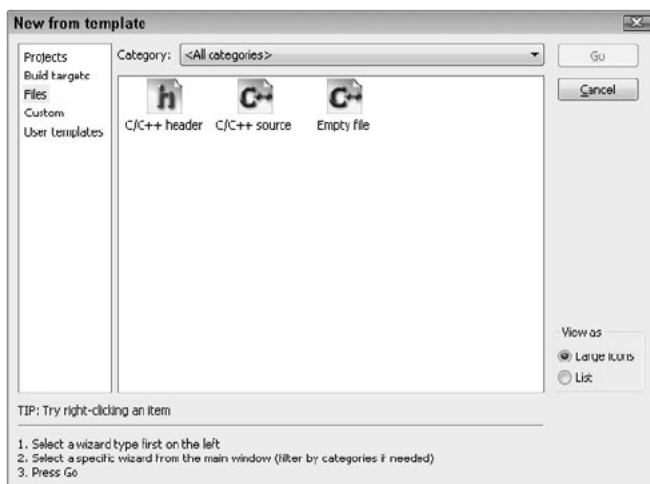 New from template
Projects
Build targets
Files
Custom
User templates
Category: <All categories>
h
C/C++ header
C++
C/C++ source
C++
Empty file
Go
Cancel
View as
Large icons
List
TIP: Try right-clicking an item
1. Select a wizard type first on the left
2. Select a specific wizard from the main window (filter by categories if needed)
3. Press Go